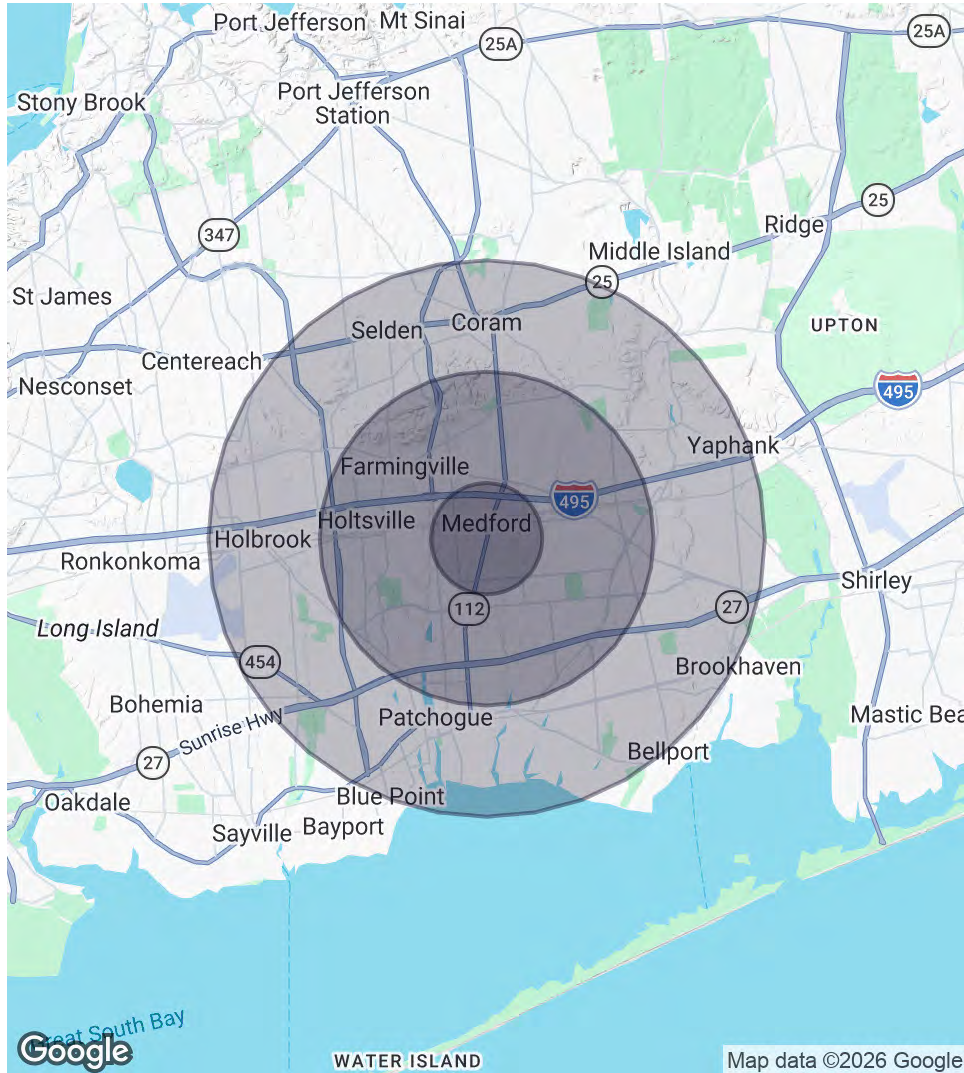 Port Jefferson
Mt Sinai
25A
25A
Stony Brook
Port Jefferson
Station
25
Ridge
347
Middle Island
25
St James
Coram
Selden
UPTON
Centereach
Nesconset
495
Yaphank
Farmingville
495
Holtsville
Medford
Holbrook
Ronkonkoma
Shirley
112
27
Long Island
454
Brookhaven
Bohemia
Patchogue
Mastic Bea
Sunrise Hwy
Bellport
27
Blue Point
Oakdale
Bayport
Sayville
Great South Bay
Google
WATER ISLAND
Map data ©2026 Google